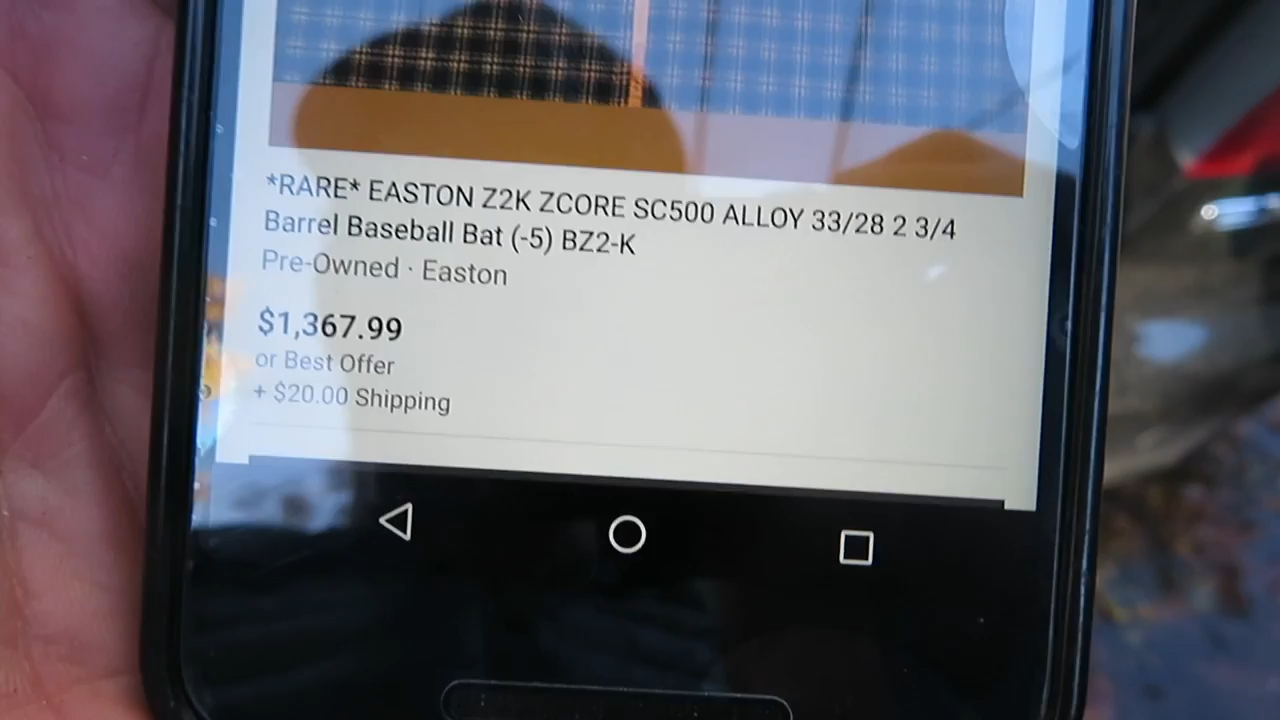 *RARE* EASTON Z2K ZCORE SC500 ALLOY 33/28 2 3/4
Barrel Baseball Bat (-5) BZ2-K
Pre-Owned · Easton
$1,367.99
or Best Offer
+ $20.00 Shipping